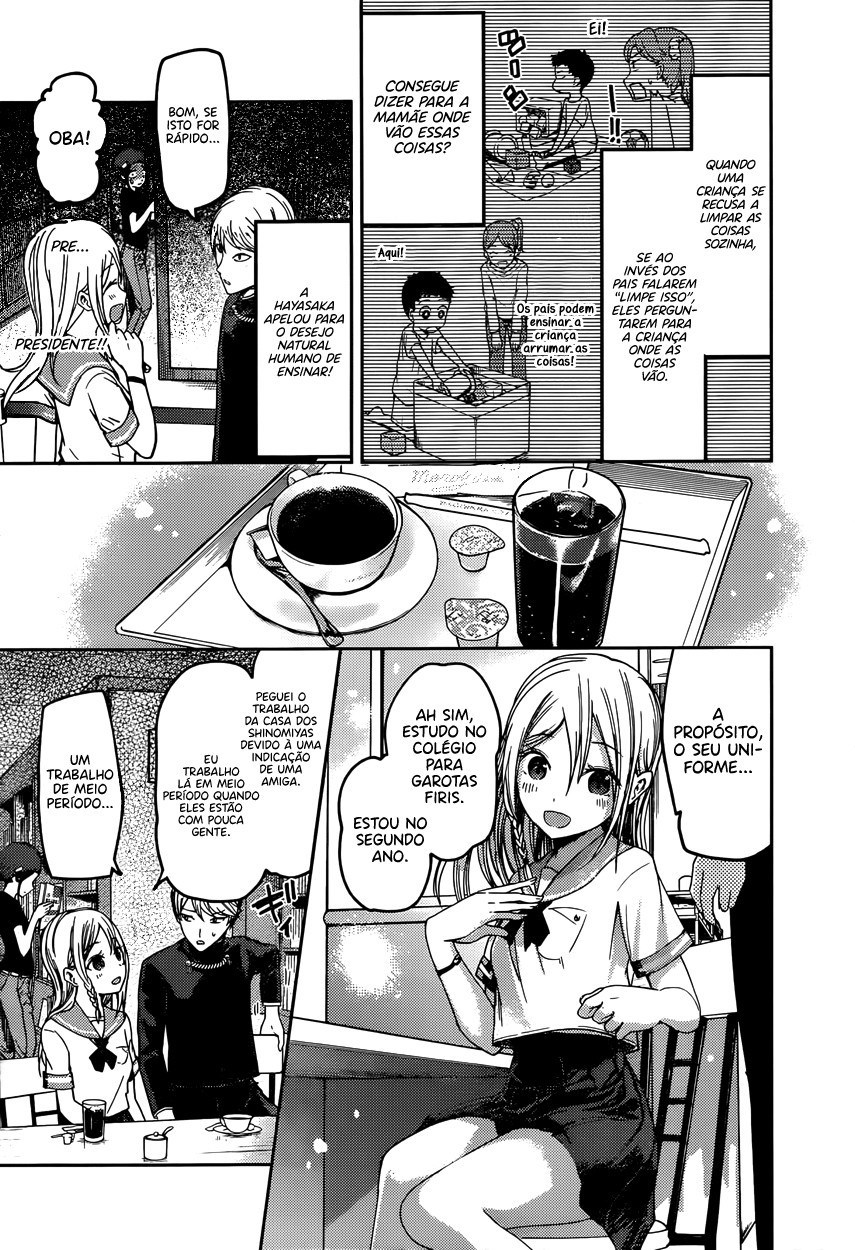 QUANDO
UMA
CRIANÇA SE
RECUSA A
LIMPAR AS
COISAS
SOZINHA,
SE AO
INVÉS DOS
PAIS FALAREM
"LIMPE ISSO",
ELES PERGUN-
TAREM PARA
A CRIANÇA
ONDE AS
COISAS
VÃO.
Ei!
CONSEGUE
DIZER PARA A
MAMÃE ONDE
VÃO ESSAS
COISAS?
Aqui!
Os pais podem
ensinar a
criança
arrumar as
coisas!
BOM, SE
ISTO FOR
RÁPIDO...
OBA!
A
HAYASAKA
APELOU PARA
O DESEJO
NATURAL
HUMANO DE
ENSINAR!
PRE...
PRESIDENTE!!
A
PROPÓSITO,
O SEU UNI-
FORME...
AH SIM,
ESTUDO NO
COLÉGIO
PARA
GAROTAS
FIRIS.
ESTOU NO
SEGUNDO
ANO.
PEGUEI O
TRABALHO
DA CASA DOS
SHINOMIYAS
DEVIDO À UMA
INDICAÇÃO
DE UMA
AMIGA.
EU
TRABALHO
LÁ EM MEIO
PERÍODO QUANDO
ELES ESTÃO
COM POUCA
GENTE.
UM
TRABALHO
DE MEIO
PERÍODO...